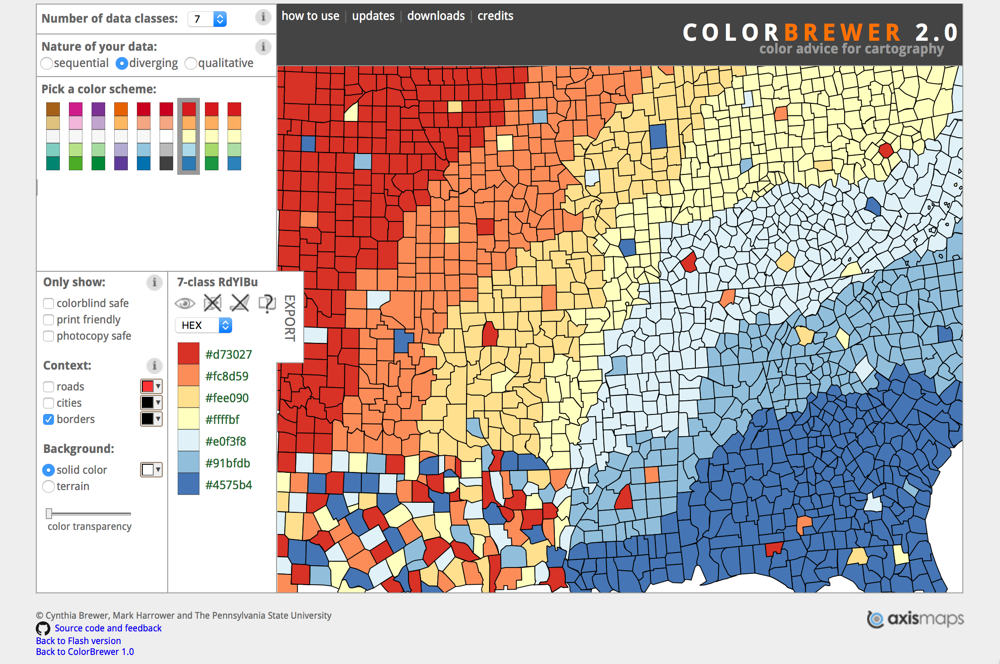 Number of data classes: 7 i
how to use | updates | downloads | credits
COLORBREWER 2.0
color advice for cartography
Nature of your data: i
sequential diverging qualitative
Pick a color scheme:
Only show: i
colorblind safe
print friendly
photocopy safe
Context: i
roads
cities
borders
Background:
solid color
terrain
color transparency
7-class RdYlBu
?
EXPORT
HEX
#d73027
#fc8d59
#fee090
#ffffbf
#e0f3f8
#91bfdb
#4575b4
© Cynthia Brewer, Mark Harrower and The Pennsylvania State University
Source code and feedback
Back to Flash version
Back to ColorBrewer 1.0
axismaps